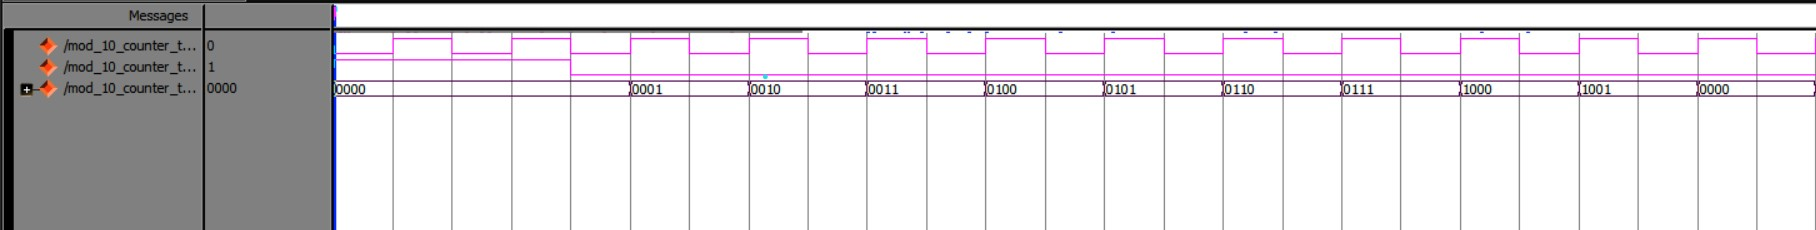 Messages
/mod_10_counter_t... 0
/mod_10_counter_t... 1
/mod_10_counter_t... 0000 0000 0001 0010 0011 0100 0101 0110 0111 1000 1001 0000